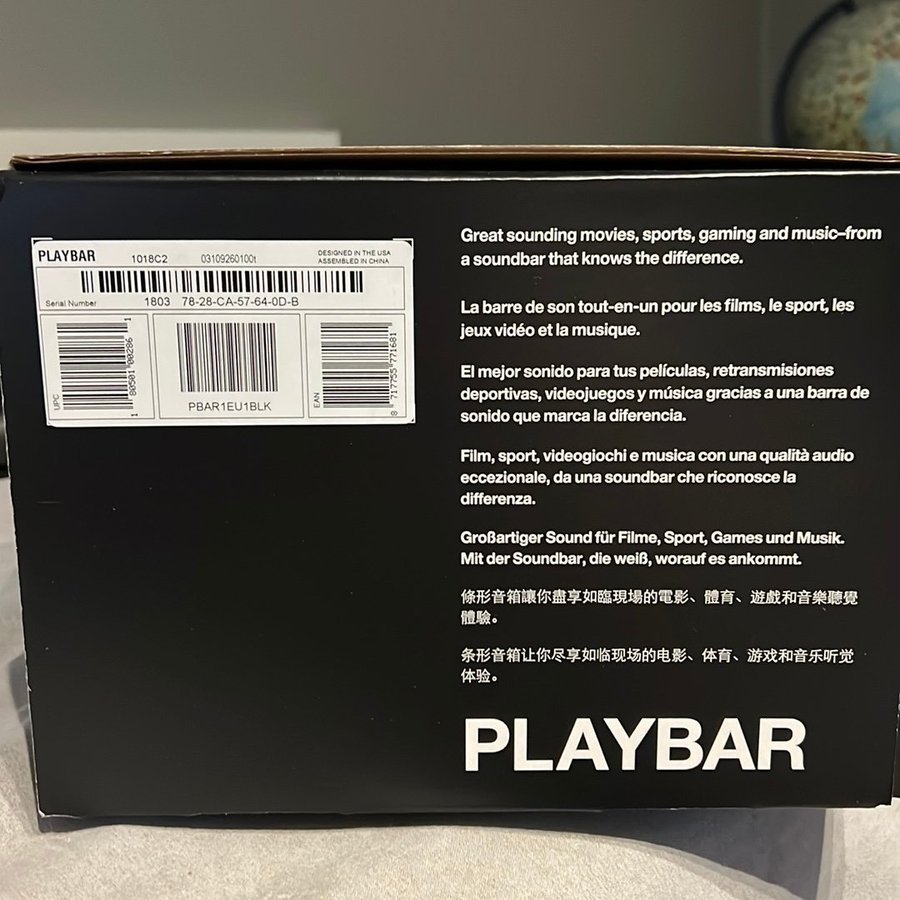 PLAYBAR 1018C2 03109260100t DESIGNED IN THE USA
ASSEMBLED IN CHINA
Serial Number 1803 78-28-CA-57-64-0D-B
UPC 1 80501 00286 1
PBAR1EU1BLK
EAN 8 717755 771681
Great sounding movies, sports, gaming and music–from
a soundbar that knows the difference.
La barre de son tout-en-un pour les films, le sport, les
jeux vidéo et la musique.
El mejor sonido para tus películas, retransmisiones
deportivas, videojuegos y música gracias a una barra de
sonido que marca la diferencia.
Film, sport, videogiochi e musica con una qualità audio
eccezionale, da una soundbar che riconosce la
differenza.
Großartiger Sound für Filme, Sport, Games und Musik.
Mit der Soundbar, die weiß, worauf es ankommt.
條形音箱讓你盡享如臨現場的電影、體育、遊戲和音樂聽覺
體驗。
条形音箱让你尽享如临现场的电影、体育、游戏和音乐听觉
体验。
PLAYBAR